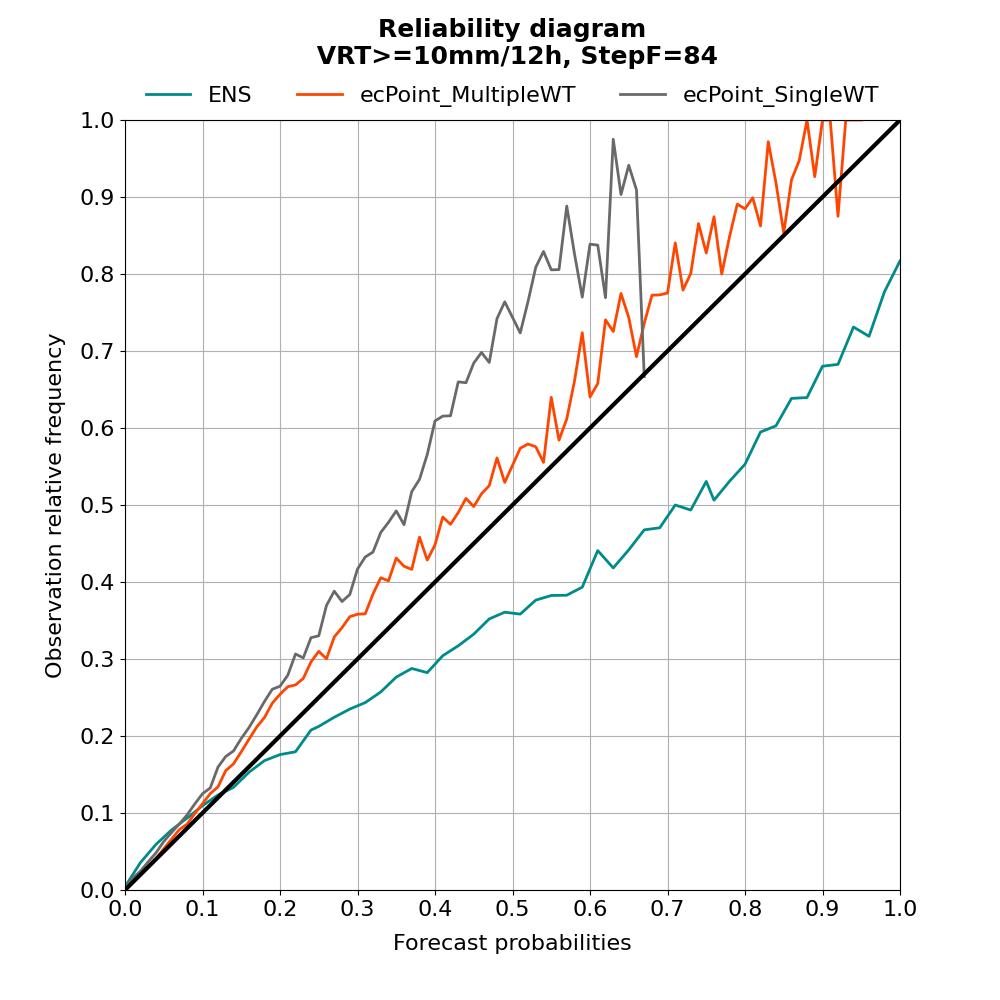 Reliability diagram
VRT>=10mm/12h, StepF=84
ENS ecPoint_MultipleWT ecPoint_SingleWT
1.0
0.9
0.8
0.7
0.6
0.5
0.4
0.3
0.2
0.1
0.0
Observation relative frequency
0.0 0.1 0.2 0.3 0.4 0.5 0.6 0.7 0.8 0.9 1.0
Forecast probabilities